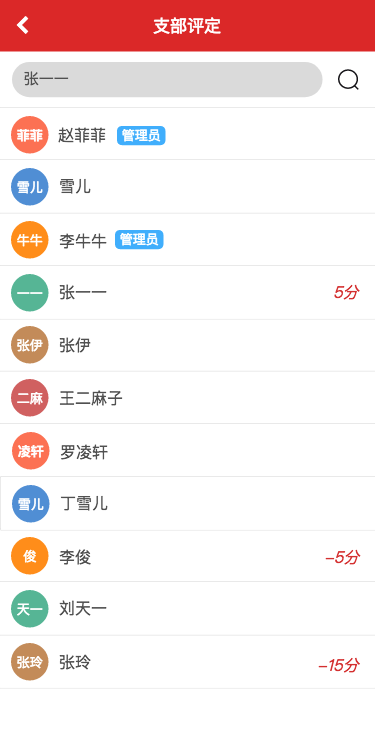 支部评定
张一一
菲菲 赵菲菲 管理员
雪儿 雪儿
牛牛 李牛牛 管理员
一一 张一一 5分
张伊 张伊
二麻 王二麻子
凌轩 罗凌轩
雪儿 丁雪儿
俊 李俊 -5分
天一 刘天一
张玲 张玲 -15分